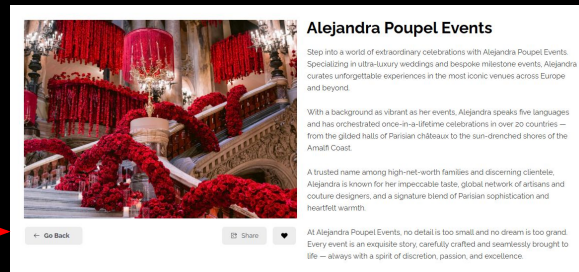 Alejandra Poupel Events
Step into a world of extraordinary celebrations with Alejandra Poupel Events.
Specializing in ultra-luxury weddings and bespoke milestone events, Alejandra
curates unforgettable experiences in the most iconic venues across Europe
and beyond.
With a background as vibrant as her events, Alejandra speaks five languages
and has orchestrated once-in-a-lifetime celebrations in over 20 countries —
from the gilded halls of Parisian châteaux to the sun-drenched shores of the
Amalfi Coast.
A trusted name among high-net-worth families and discerning clientele,
Alejandra is known for her impeccable taste, global network of artisans and
couture designers, and a signature blend of Parisian sophistication and
heartfelt warmth.
At Alejandra Poupel Events, no detail is too small and no dream is too grand.
Every event is an exquisite story, carefully crafted and seamlessly brought to
life — always with a spirit of discretion, passion, and excellence.
← Go Back
Share